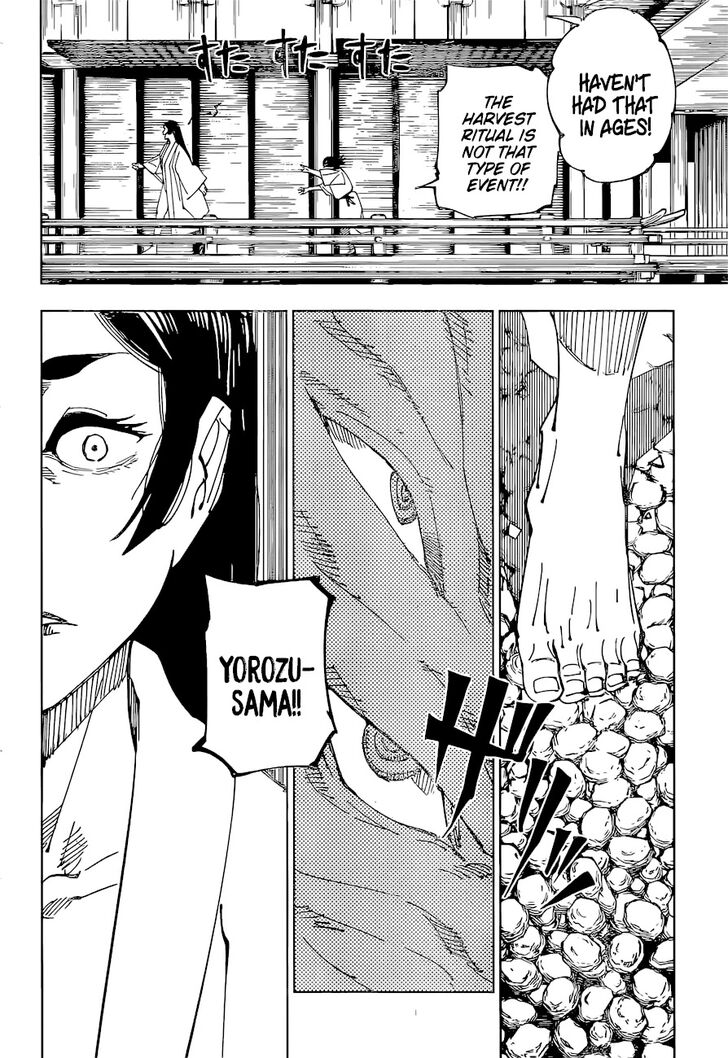 HAVEN'T
HAD THAT
IN AGES!
THE
HARVEST
RITUAL IS
NOT THAT
TYPE OF
EVENT!!
すた
すた
すた
ザッ
YOROZU-
SAMA!!